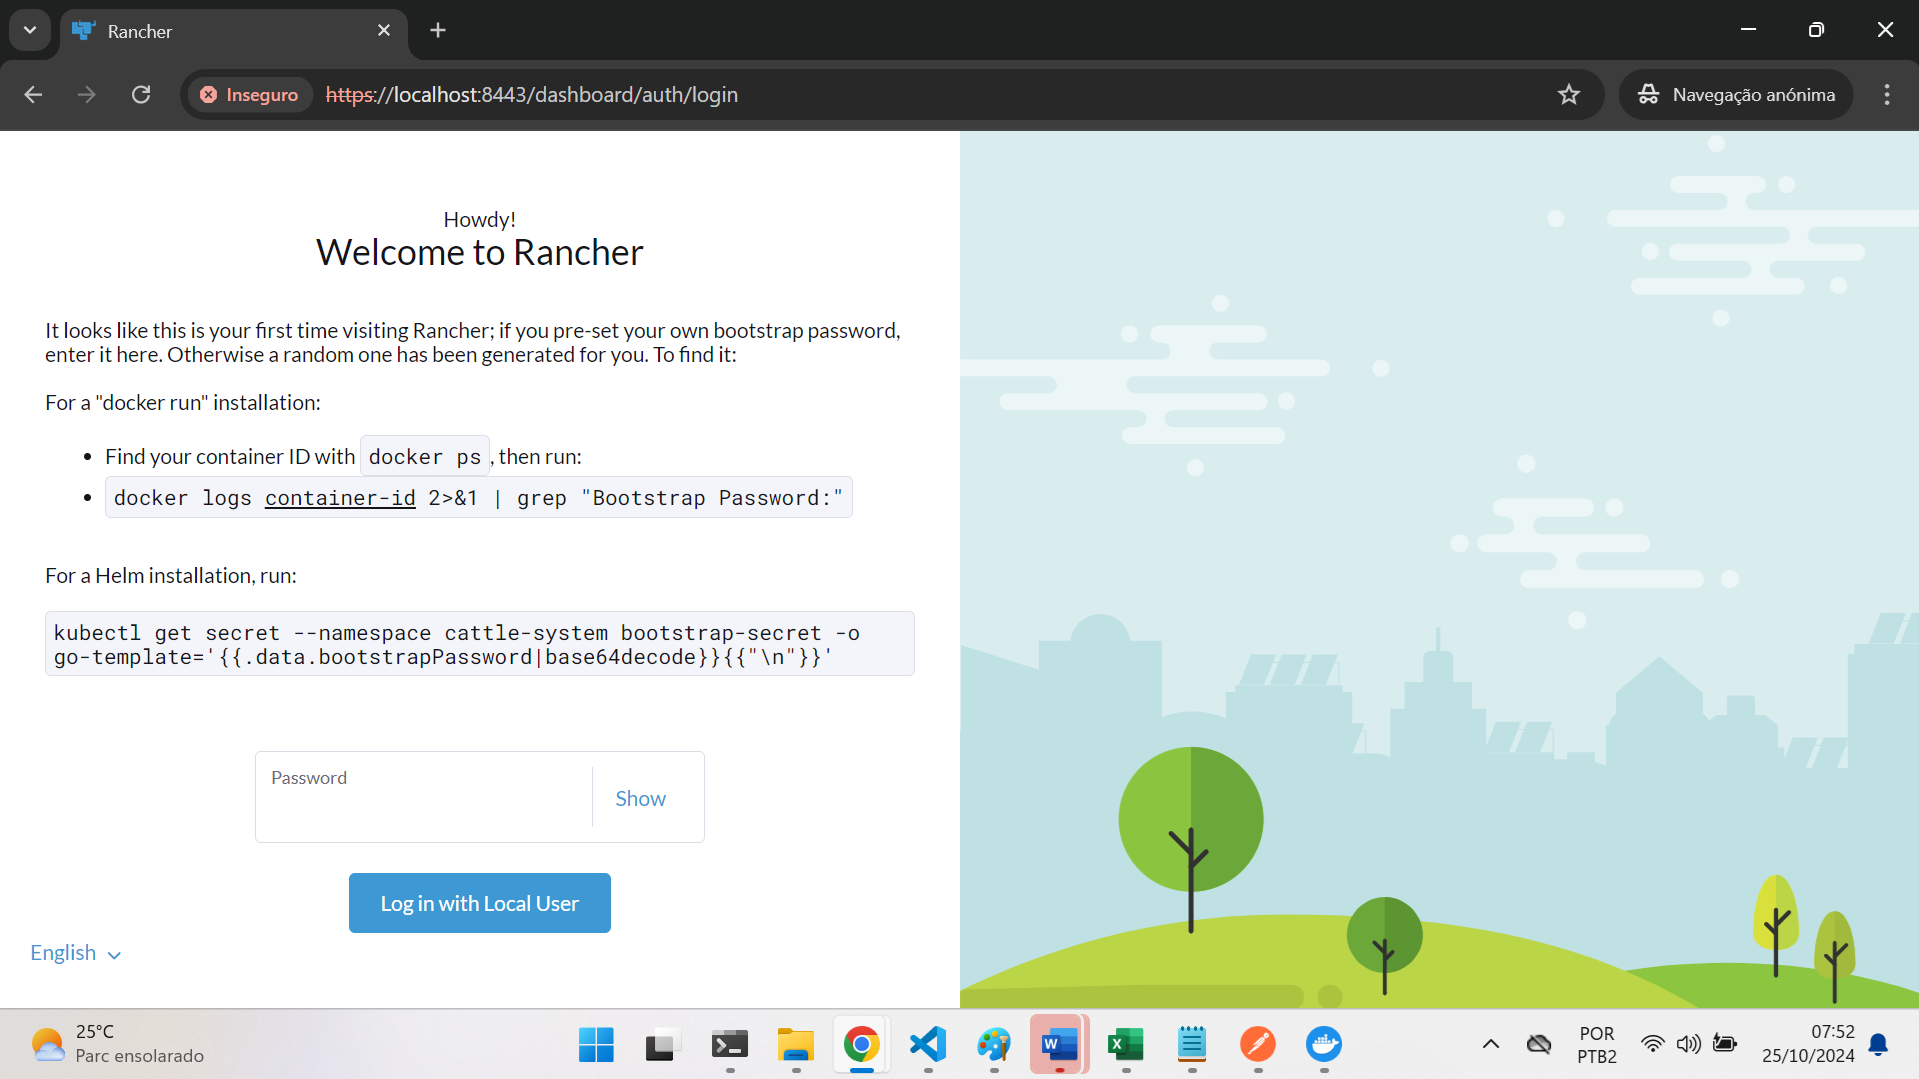 Rancher
Inseguro
https://localhost:8443/dashboard/auth/login
Navegação anónima
Howdy!
Welcome to Rancher
It looks like this is your first time visiting Rancher; if you pre-set your own bootstrap password,
enter it here. Otherwise a random one has been generated for you. To find it:
For a "docker run" installation:
• Find your container ID with docker ps, then run:
• docker logs container-id 2>&1 | grep "Bootstrap Password:"
For a Helm installation, run:
kubectl get secret --namespace cattle-system bootstrap-secret -o
go-template='{{.data.bootstrapPassword|base64decode}}{{"\n"}}'
Password
Show
Log in with Local User
English
25°C
Parc ensolarado
W
X
POR
PTB2
07:52
25/10/2024